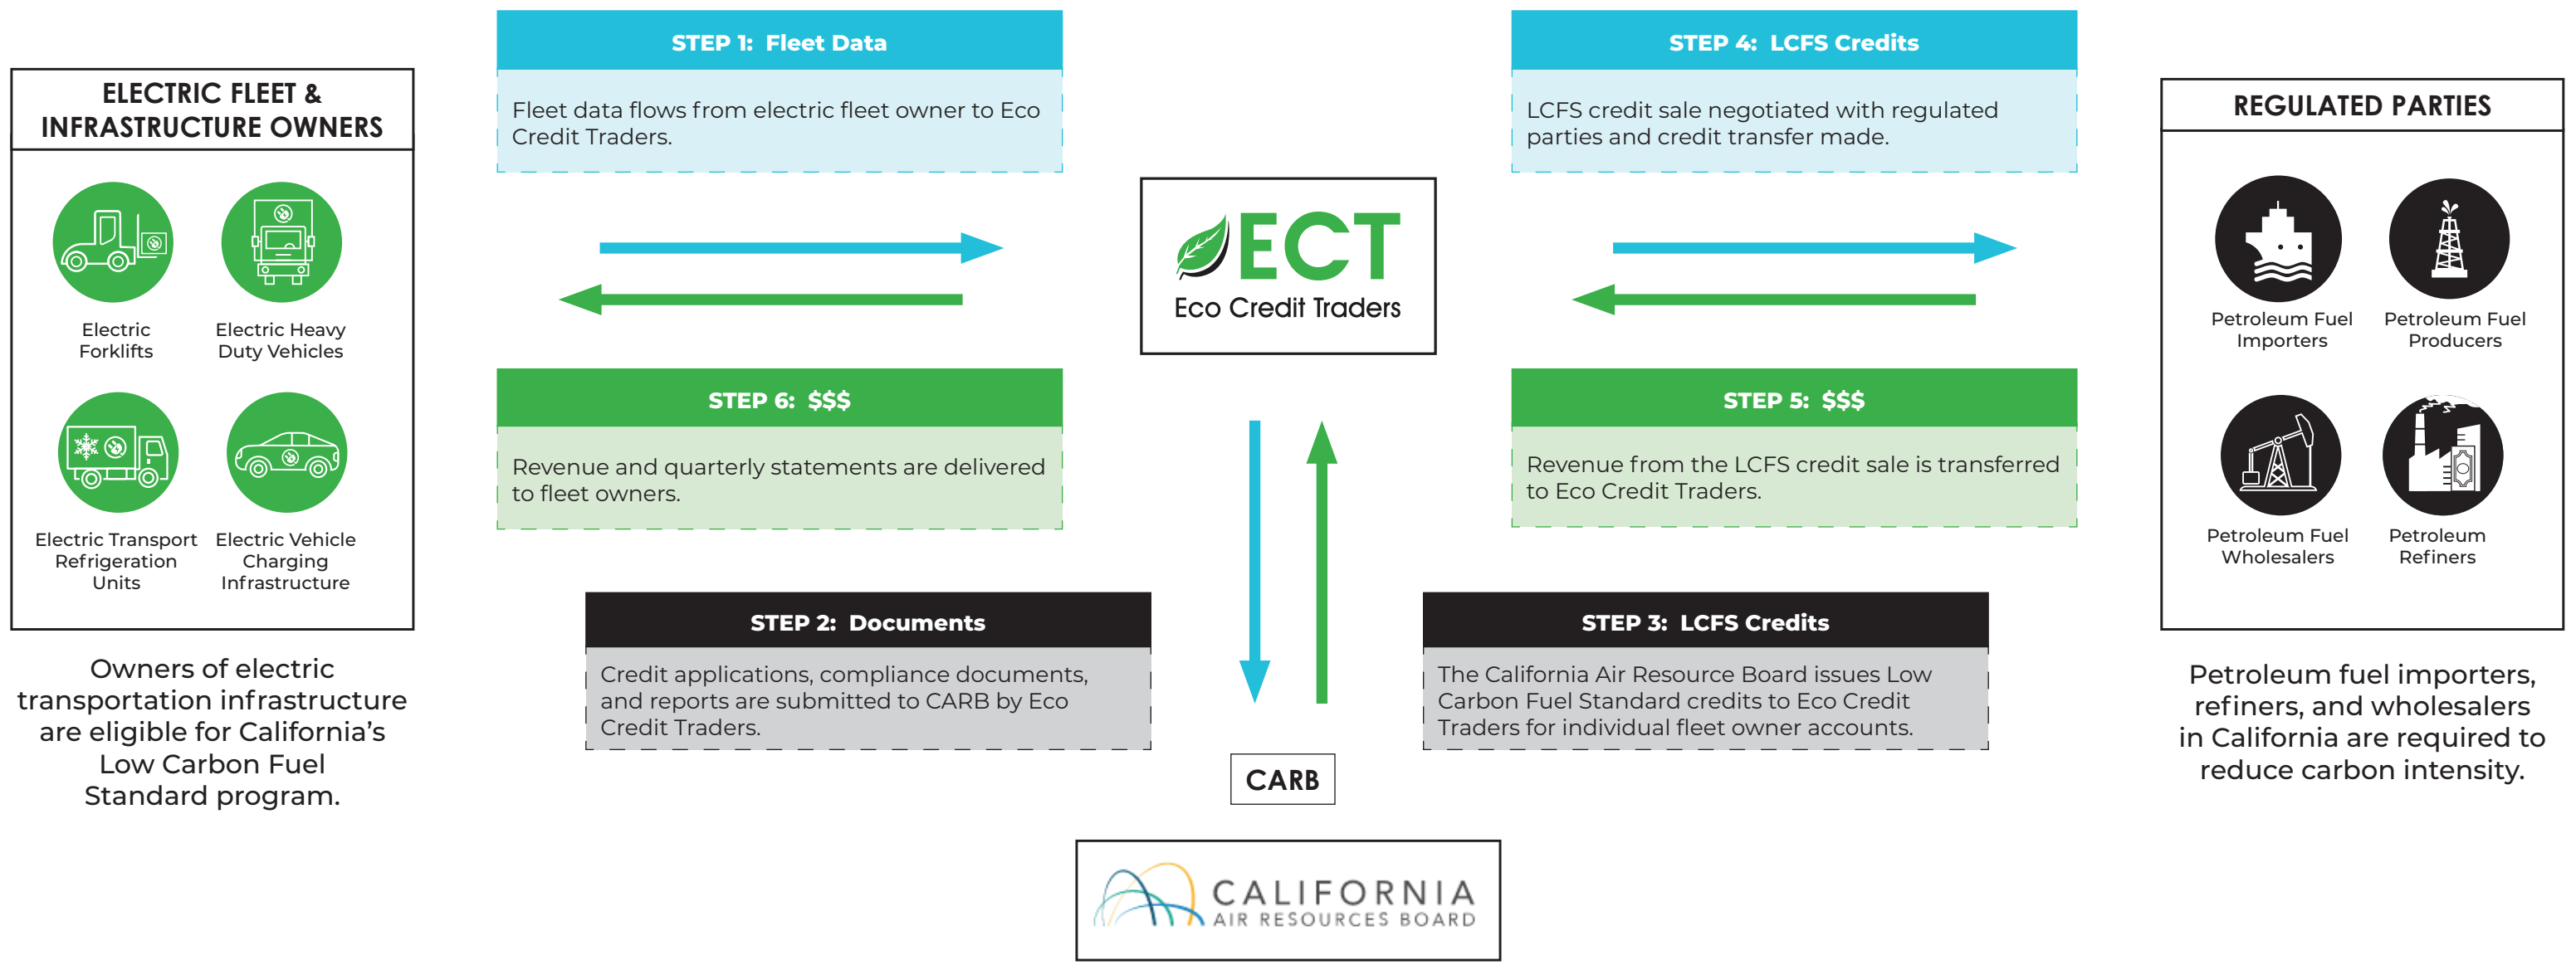 ELECTRIC FLEET &
INFRASTRUCTURE OWNERS
Electric
Forklifts
Electric Heavy
Duty Vehicles
Electric Transport
Refrigeration
Units
Electric Vehicle
Charging
Infrastructure
Owners of electric
transportation infrastructure
are eligible for California’s
Low Carbon Fuel
Standard program.
STEP 1: Fleet Data
Fleet data flows from electric fleet owner to Eco
Credit Traders.
STEP 6: $$$
Revenue and quarterly statements are delivered
to fleet owners.
STEP 2: Documents
Credit applications, compliance documents,
and reports are submitted to CARB by Eco
Credit Traders.
ECT
Eco Credit Traders
CARB
CALIFORNIA
AIR RESOURCES BOARD
STEP 4: LCFS Credits
LCFS credit sale negotiated with regulated
parties and credit transfer made.
STEP 5: $$$
Revenue from the LCFS credit sale is transferred
to Eco Credit Traders.
STEP 3: LCFS Credits
The California Air Resource Board issues Low
Carbon Fuel Standard credits to Eco Credit
Traders for individual fleet owner accounts.
REGULATED PARTIES
Petroleum Fuel
Importers
Petroleum Fuel
Producers
Petroleum Fuel
Wholesalers
Petroleum
Refiners
Petroleum fuel importers,
refiners, and wholesalers
in California are required to
reduce carbon intensity.